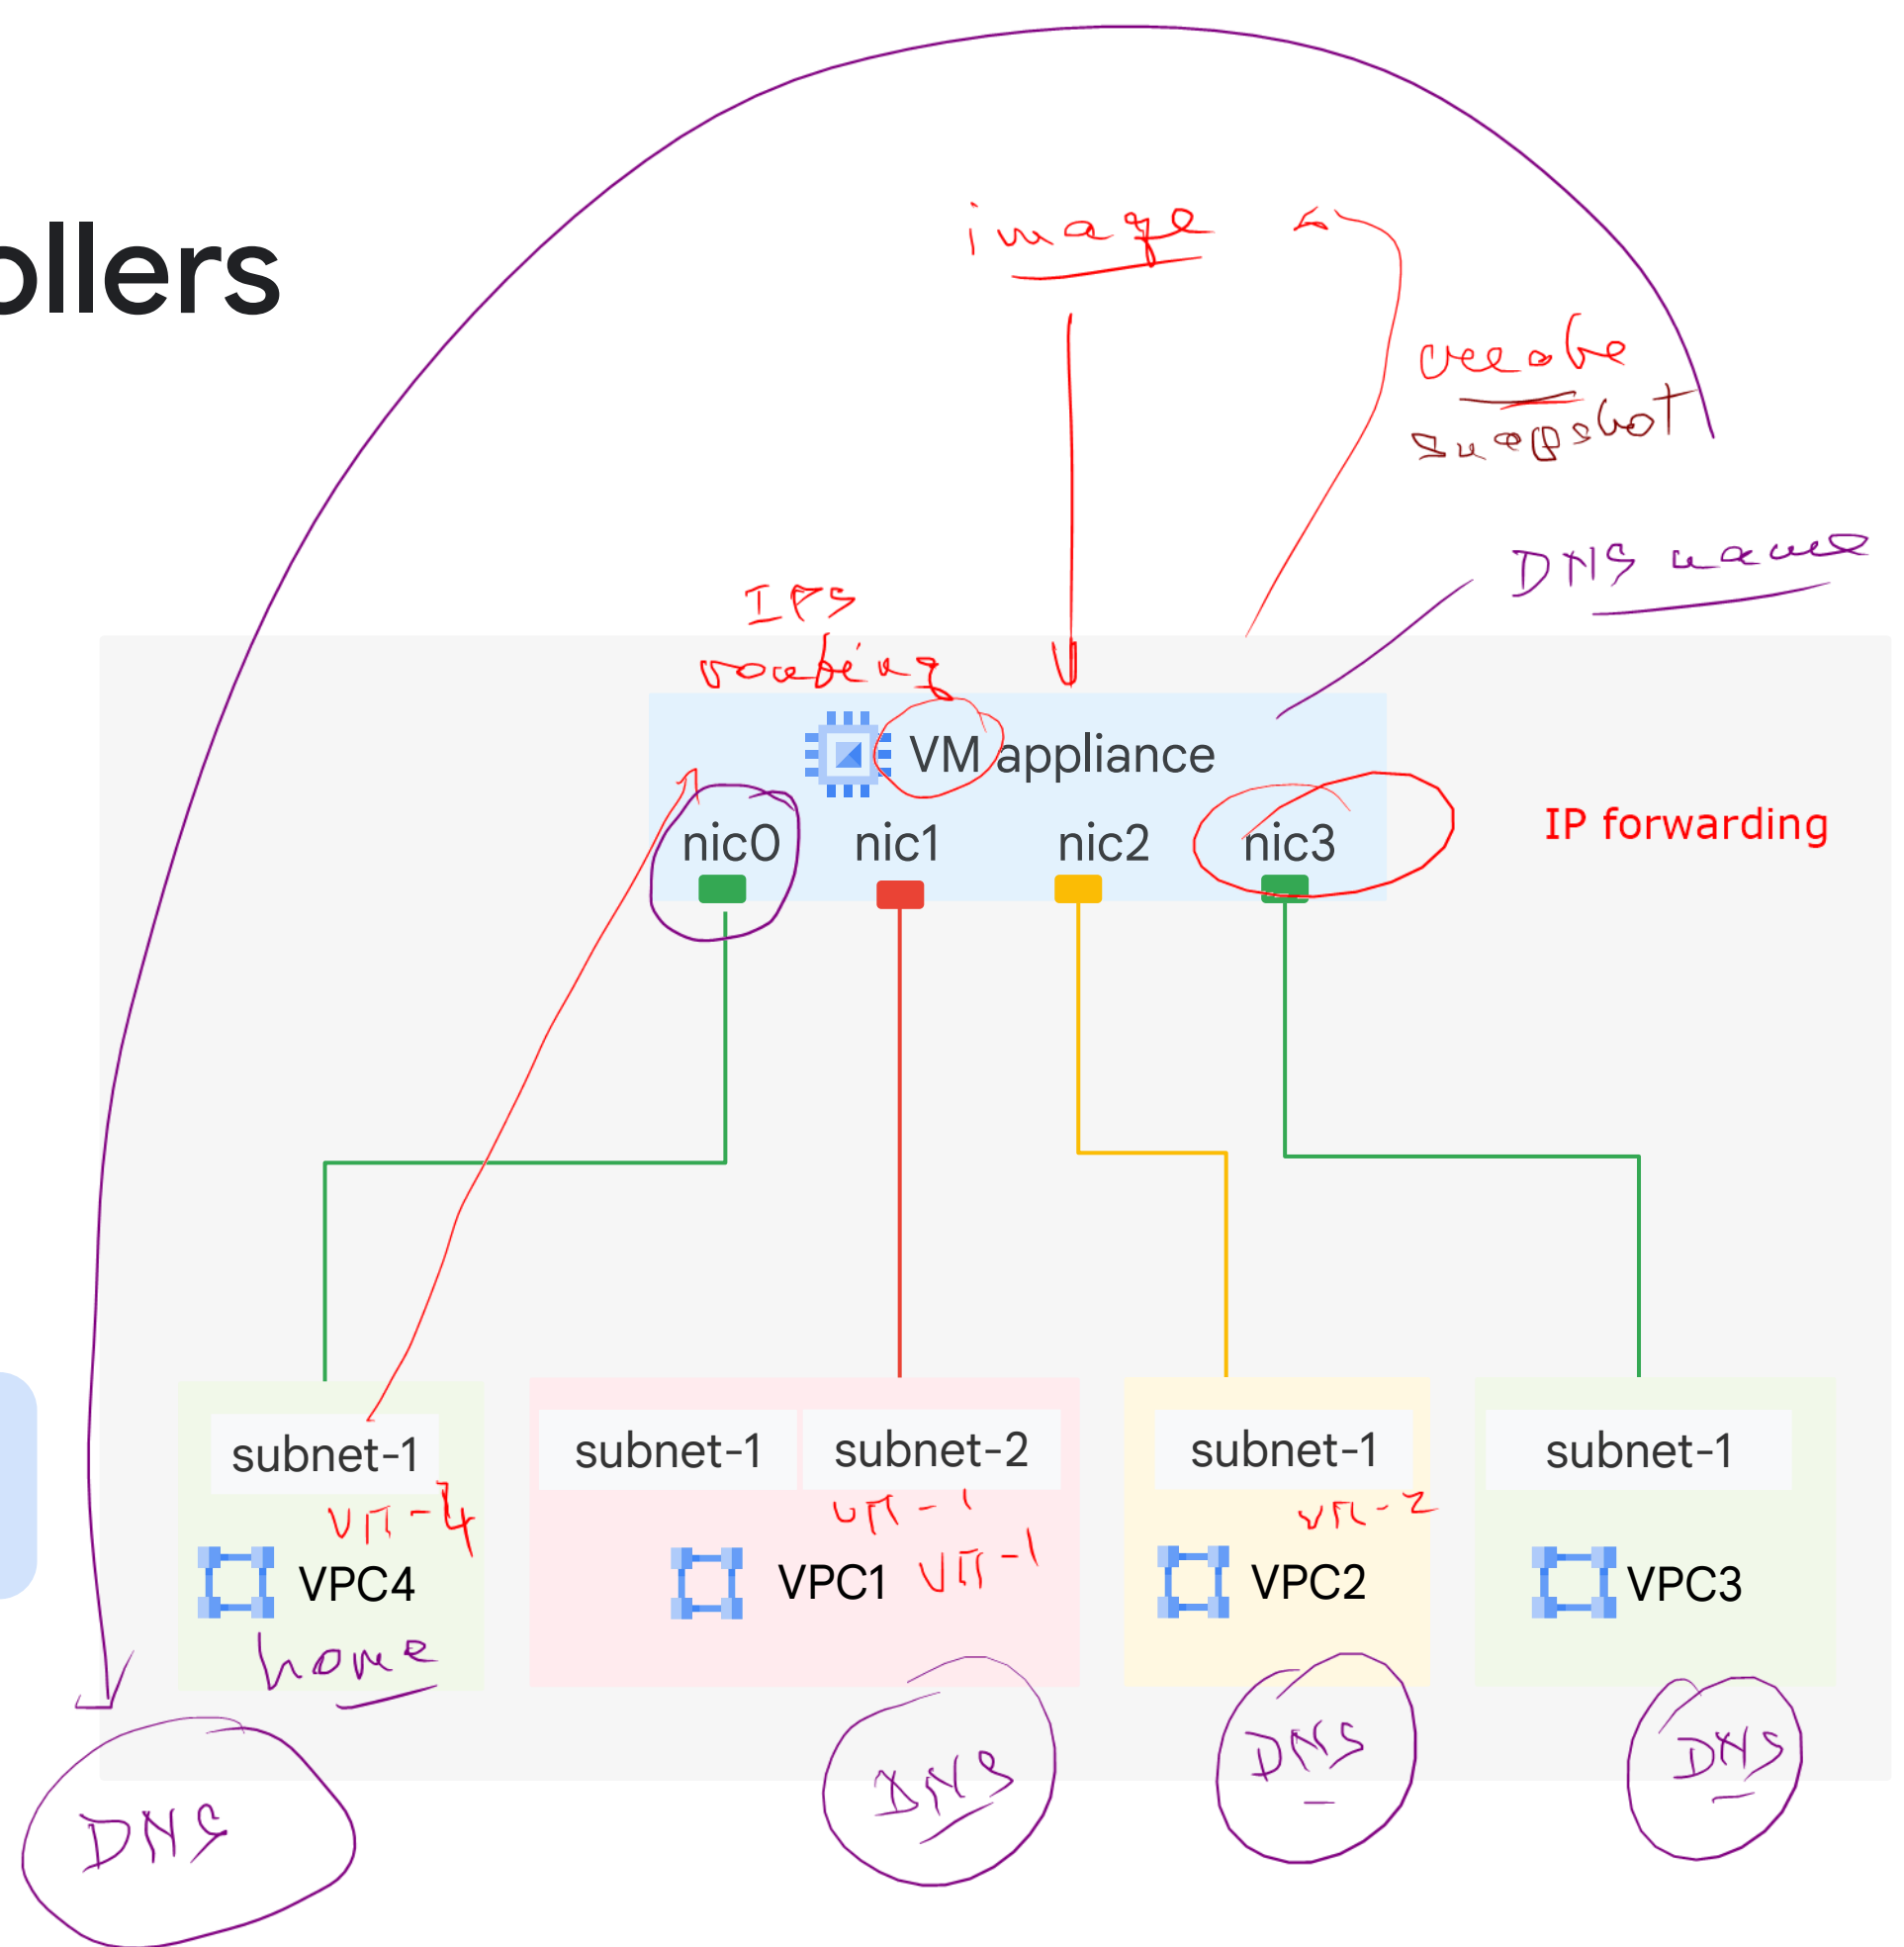 ollers
image
create
snapshot
DNS name
IPS
routing
VM appliance
nic0 nic1 nic2 nic3
IP forwarding
subnet-1 subnet-1 subnet-2 subnet-1 subnet-1
VM-4 VM-1 VM-2
VM-1
VPC4 VPC1 VPC2 VPC3
home
DNS DNS DNS DNS